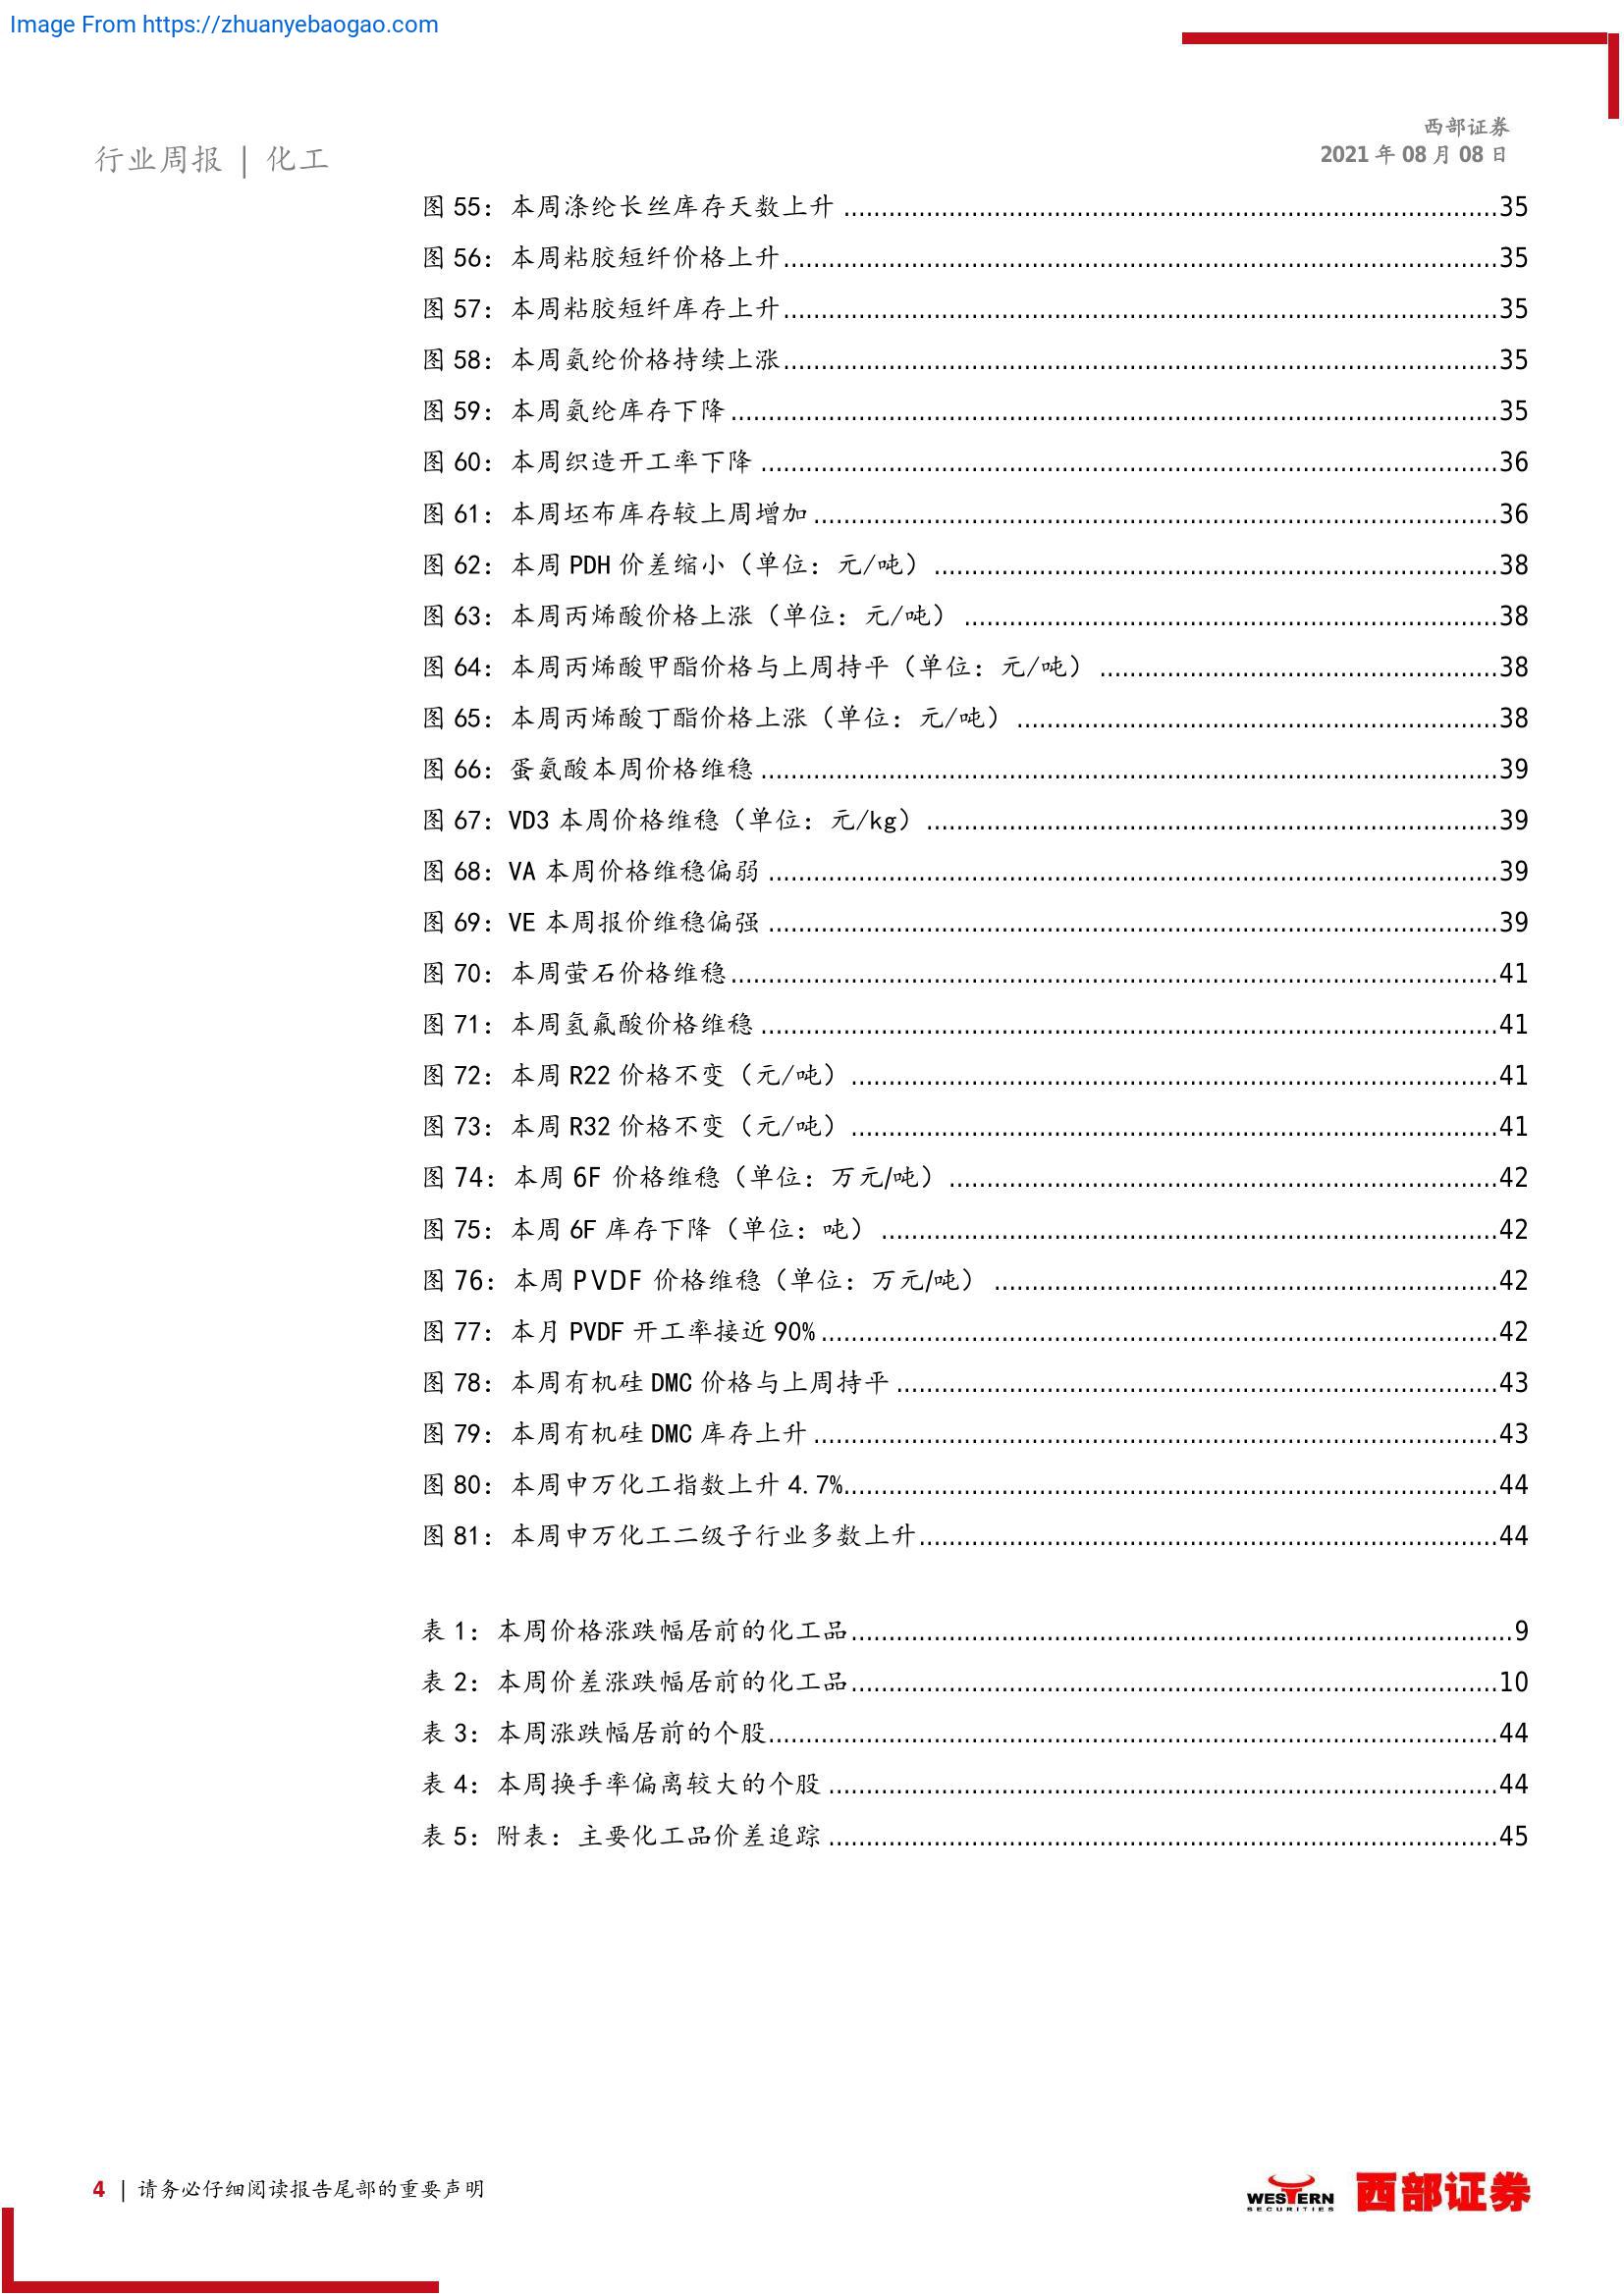 Image From https://zhuanyebaogao.com
西部证券
2021 年 08 月 08 日
行业周报 | 化工
图 55：本周涤纶长丝库存天数上升 ....................35
图 56：本周粘胶短纤价格上升....................35
图 57：本周粘胶短纤库存上升....................35
图 58：本周氨纶价格持续上涨....................35
图 59：本周氨纶库存下降....................35
图 60：本周织造开工率下降 ....................36
图 61：本周坯布库存较上周增加....................36
图 62：本周 PDH 价差缩小（单位：元/吨） ....................38
图 63：本周丙烯酸价格上涨（单位：元/吨） ....................38
图 64：本周丙烯酸甲酯价格与上周持平（单位：元/吨） ....................38
图 65：本周丙烯酸丁酯价格上涨（单位：元/吨） ....................38
图 66：蛋氨酸本周价格维稳 ....................39
图 67：VD3 本周价格维稳（单位：元/kg） ....................39
图 68：VA 本周价格维稳偏弱 ....................39
图 69：VE 本周报价维稳偏强 ....................39
图 70：本周萤石价格维稳....................41
图 71：本周氢氟酸价格维稳 ....................41
图 72：本周 R22 价格不变（元/吨） ....................41
图 73：本周 R32 价格不变（元/吨） ....................41
图 74：本周 6F 价格维稳（单位：万元/吨） ....................42
图 75：本周 6F 库存下降（单位：吨） ....................42
图 76：本周 PVDF 价格维稳（单位：万元/吨） ....................42
图 77：本月 PVDF 开工率接近 90%....................42
图 78：本周有机硅 DMC 价格与上周持平 ....................43
图 79：本周有机硅 DMC 库存上升 ....................43
图 80：本周申万化工指数上升 4.7%....................44
图 81：本周申万化工二级子行业多数上升....................44
表 1：本周价格涨跌幅居前的化工品....................9
表 2：本周价差涨跌幅居前的化工品....................10
表 3：本周涨跌幅居前的个股....................44
表 4：本周换手率偏离较大的个股 ....................44
表 5：附表：主要化工品价差追踪 ....................45
4 | 请务必仔细阅读报告尾部的重要声明
WESTERN
SECURITIES
西部证券